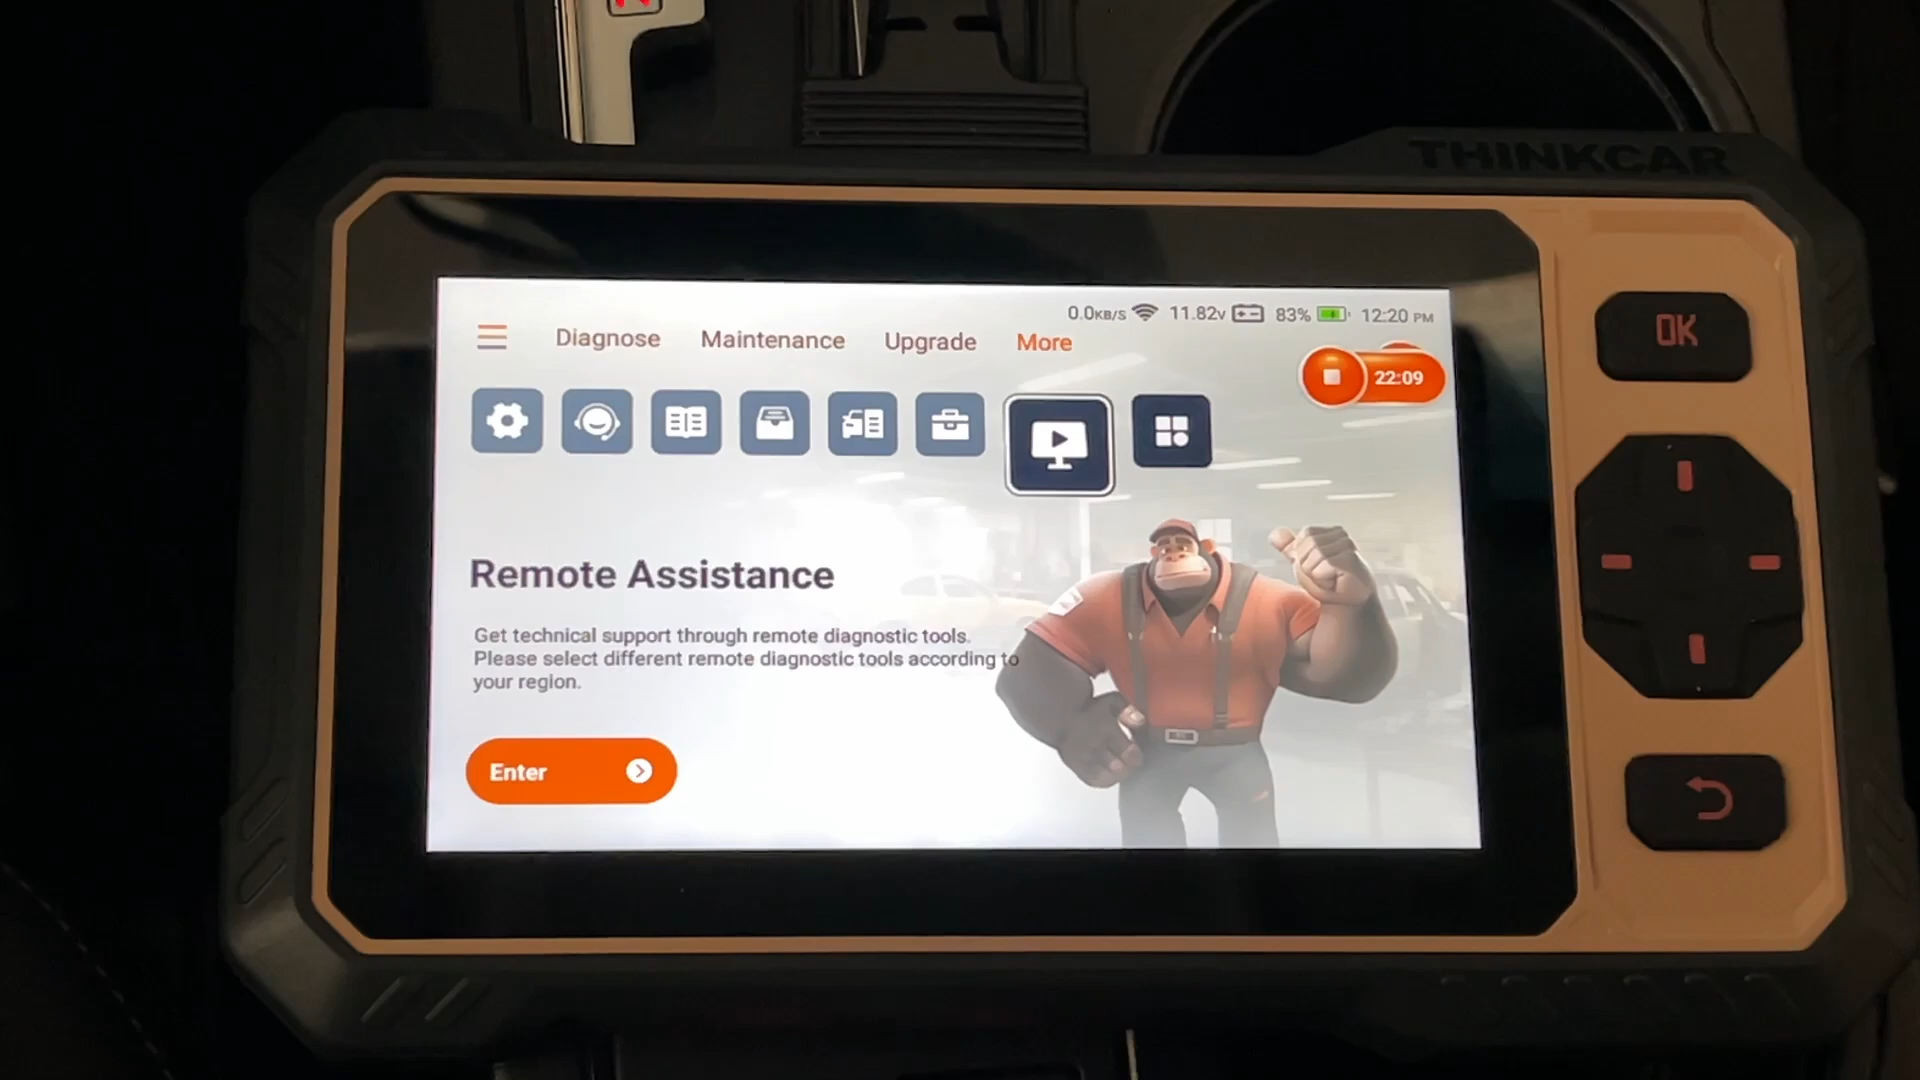 THINKCAR
0.0KB/S 11.82V 83% 12:20 PM
Diagnose Maintenance Upgrade More
22:09
OK
Remote Assistance
Get technical support through remote diagnostic tools.
Please select different remote diagnostic tools according to
your region.
Enter